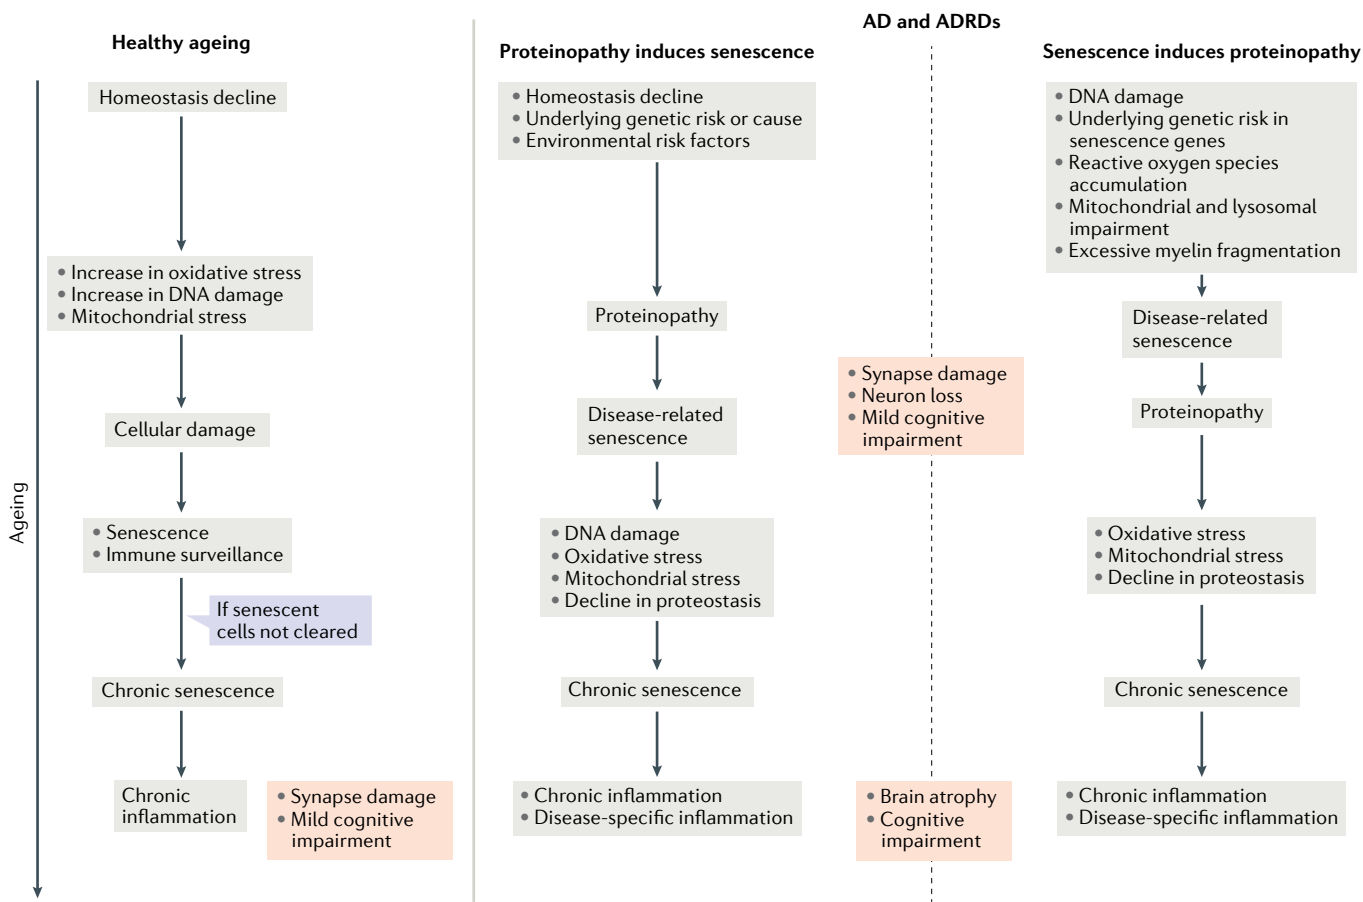 Healthy ageing
Ageing
Homeostasis decline
• Increase in oxidative stress
• Increase in DNA damage
• Mitochondrial stress
Cellular damage
• Senescence
• Immune surveillance
If senescent
cells not cleared
Chronic senescence
Chronic
inflammation
• Synapse damage
• Mild cognitive
impairment
AD and ADRDs
Proteinopathy induces senescence
• Homeostasis decline
• Underlying genetic risk or cause
• Environmental risk factors
Proteinopathy
Disease-related
senescence
• DNA damage
• Oxidative stress
• Mitochondrial stress
• Decline in proteostasis
Chronic senescence
• Chronic inflammation
• Disease-specific inflammation
• Synapse damage
• Neuron loss
• Mild cognitive
impairment
• Brain atrophy
• Cognitive
impairment
Senescence induces proteinopathy
• DNA damage
• Underlying genetic risk in
senescence genes
• Reactive oxygen species
accumulation
• Mitochondrial and lysosomal
impairment
• Excessive myelin fragmentation
Disease-related
senescence
Proteinopathy
• Oxidative stress
• Mitochondrial stress
• Decline in proteostasis
Chronic senescence
• Chronic inflammation
• Disease-specific inflammation